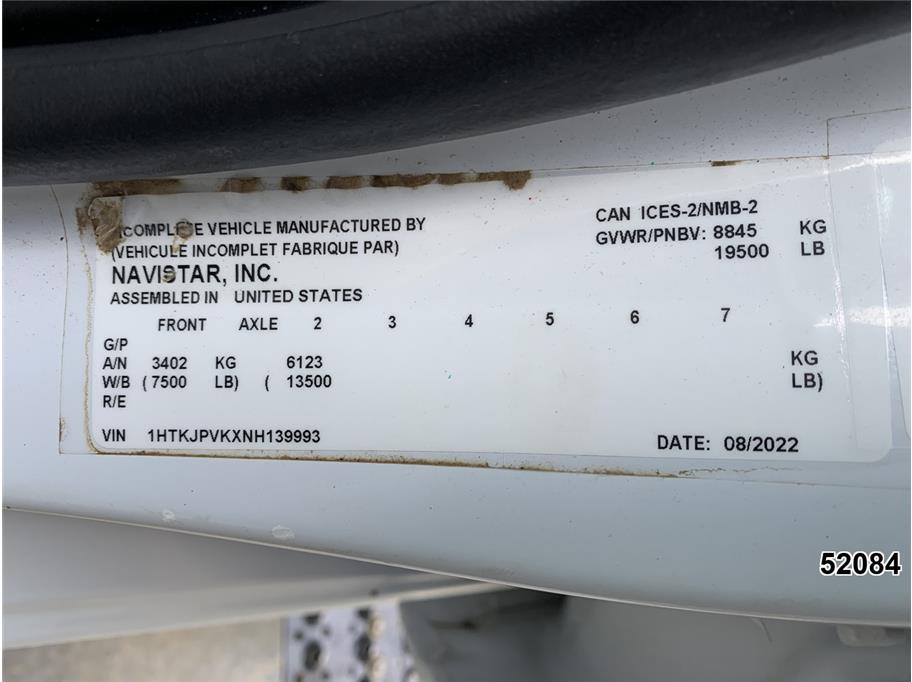 INCOMPLETE VEHICLE MANUFACTURED BY
(VEHICULE INCOMPLET FABRIQUE PAR)
NAVISTAR, INC.
ASSEMBLED IN UNITED STATES
CAN ICES-2/NMB-2
GVWR/PNBV: 8845 KG
19500 LB
FRONT AXLE 2 3 4 5 6 7
G/P
A/N 3402 KG 6123 KG
W/B ( 7500 LB) ( 13500 LB)
R/E
VIN 1HTKJPVKXNH139993
DATE: 08/2022
52084